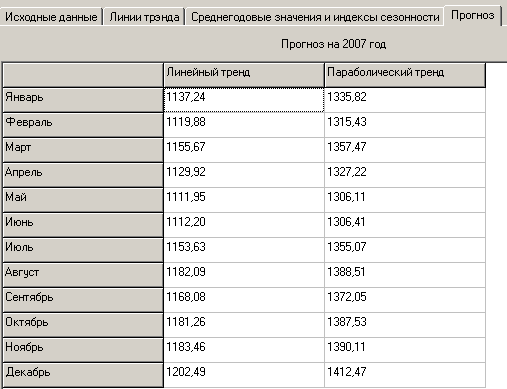 Исходные данные Линии трэнда Среднегодовые значения и индексы сезонности Прогноз
Прогноз на 2007 год
Линейный тренд Параболический тренд
Январь 1137,24 1335,82
Февраль 1119,88 1315,43
Март 1155,67 1357,47
Апрель 1129,92 1327,22
Май 1111,95 1306,11
Июнь 1112,20 1306,41
Июль 1153,63 1355,07
Август 1182,09 1388,51
Сентябрь 1168,08 1372,05
Октябрь 1181,26 1387,53
Ноябрь 1183,46 1390,11
Декабрь 1202,49 1412,47